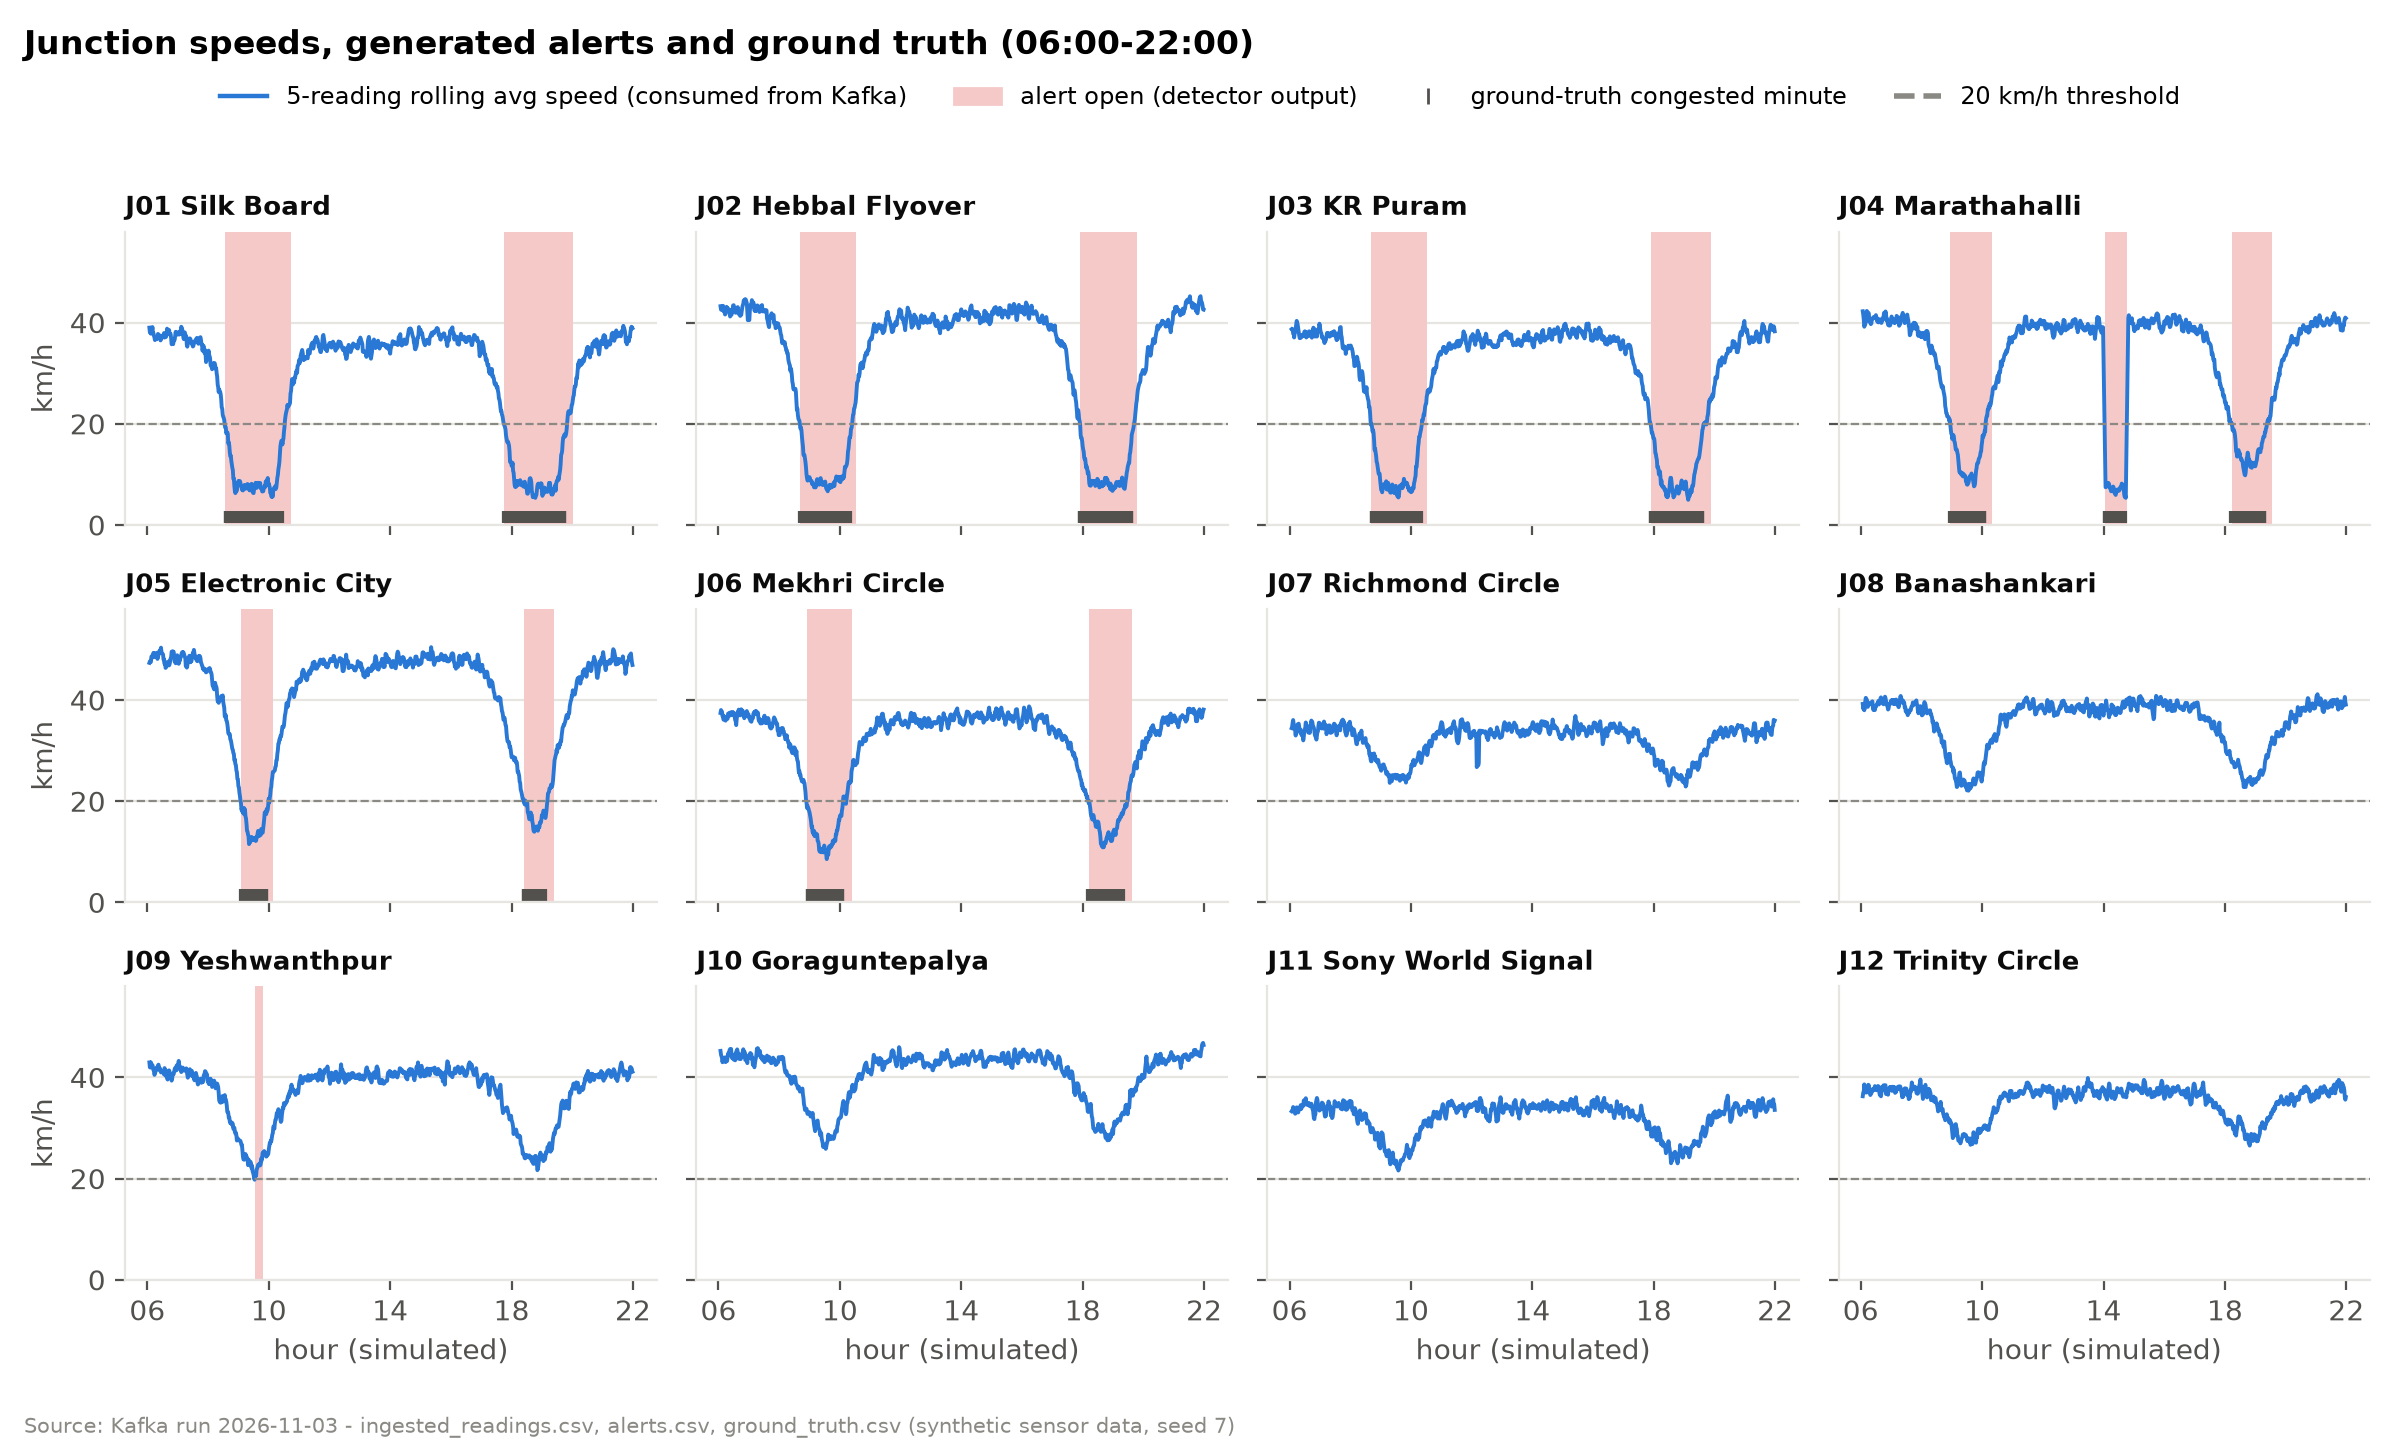 Junction speeds, generated alerts and ground truth (06:00-22:00)
5-reading rolling avg speed (consumed from Kafka) alert open (detector output) ground-truth congested minute 20 km/h threshold
J01 Silk Board J02 Hebbal Flyover J03 KR Puram J04 Marathahalli
40
km/h
20
0
J05 Electronic City J06 Mekhri Circle J07 Richmond Circle J08 Banashankari
40
km/h
20
0
J09 Yeshwanthpur J10 Goraguntepalya J11 Sony World Signal J12 Trinity Circle
40
km/h
20
0
06 10 14 18 22 06 10 14 18 22 06 10 14 18 22 06 10 14 18 22
hour (simulated) hour (simulated) hour (simulated) hour (simulated)
Source: Kafka run 2026-11-03 - ingested_readings.csv, alerts.csv, ground_truth.csv (synthetic sensor data, seed 7)